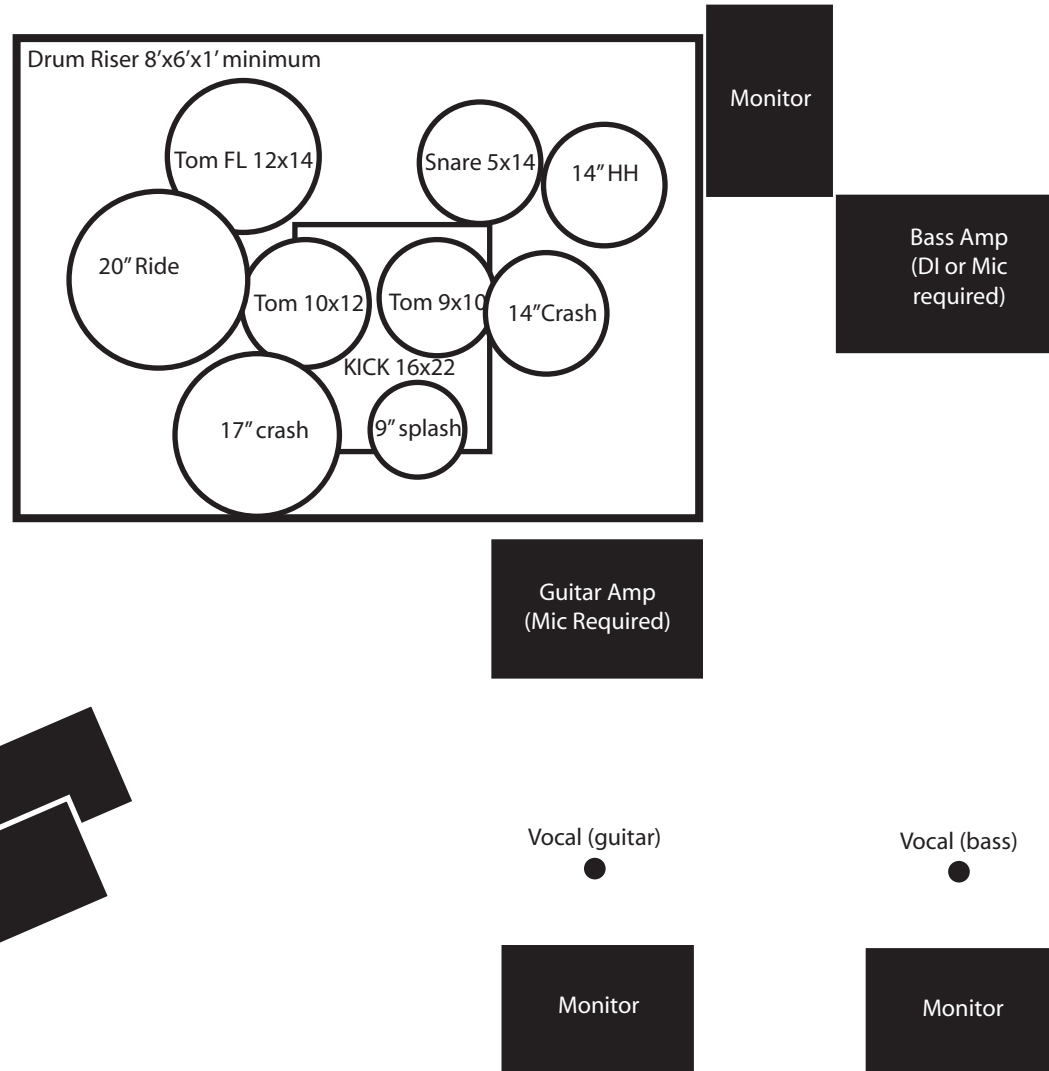 Drum Riser 8’x6’x1’ minimum
Monitor
Tom FL 12x14
Snare 5x14
14” HH
Bass Amp
(DI or Mic
required)
20” Ride
Tom 10x12
Tom 9x10
14”Crash
KICK 16x22
17” crash
9” splash
Guitar Amp
(Mic Required)
Vocal (guitar)
Vocal (bass)
Monitor
Monitor